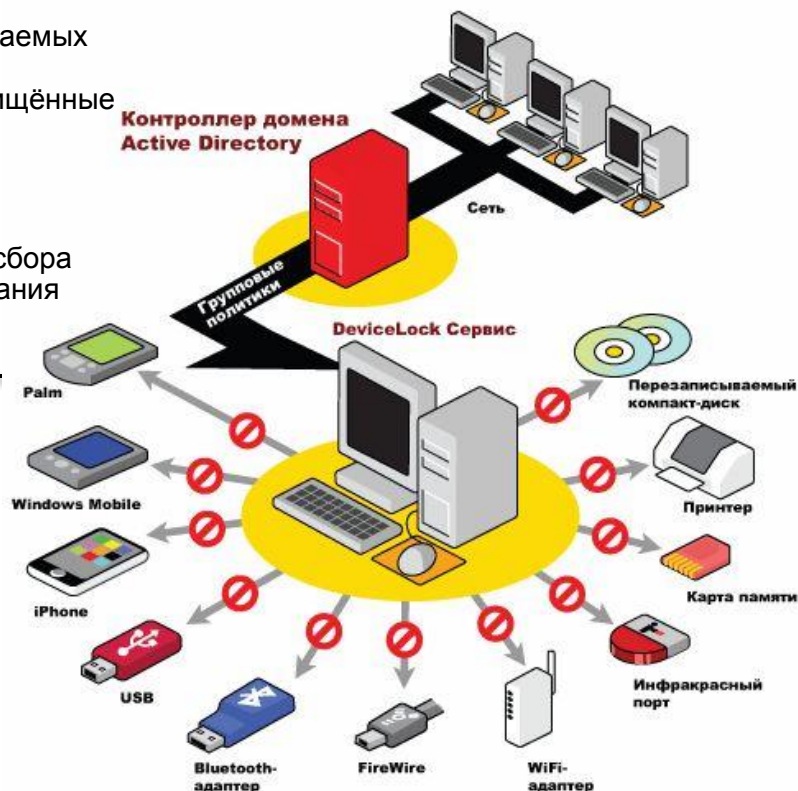 аемых
ищённые
Контроллер домена
Active Directory
Сеть
сбора
ания
Групповые
политики
DeviceLock Сервис
Palm
Перезаписываемый
компакт-диск
Windows Mobile
Принтер
iPhone
Карта памяти
USB
Инфракрасный
порт
Bluetooth-
адаптер
FireWire
WiFi-
адаптер